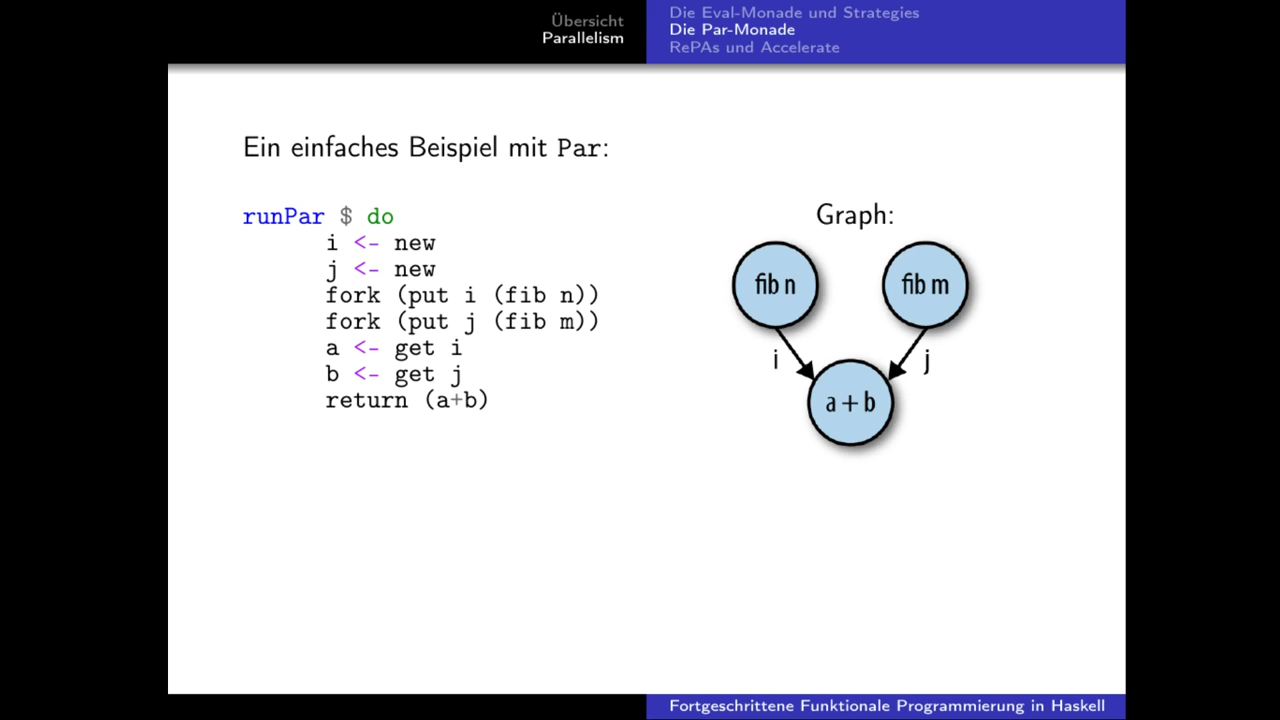 Übersicht
Parallelism
Die Eval-Monade und Strategies
Die Par-Monade
RePAs und Accelerate
Ein einfaches Beispiel mit Par:
runPar $ do
i <- new
j <- new
fork (put i (fib n))
fork (put j (fib m))
a <- get i
b <- get j
return (a+b)
Graph:
fib n
fib m
i
j
a + b
Fortgeschrittene Funktionale Programmierung in Haskell